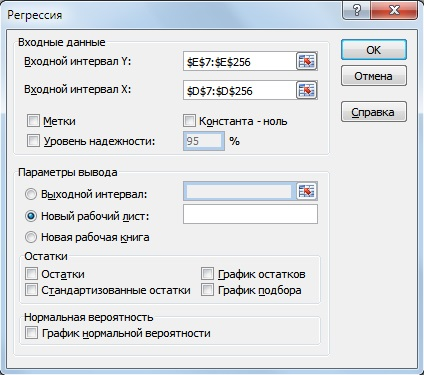 Регрессия
Входные данные
Входной интервал Y: $E$7:$E$256
Входной интервал X: $D$7:$D$256
Метки Константа - ноль
Уровень надежности: 95 %
Параметры вывода
Выходной интервал:
Новый рабочий лист:
Новая рабочая книга
Остатки
Остатки График остатков
Стандартизованные остатки График подбора
Нормальная вероятность
График нормальной вероятности
ОК
Отмена
Справка